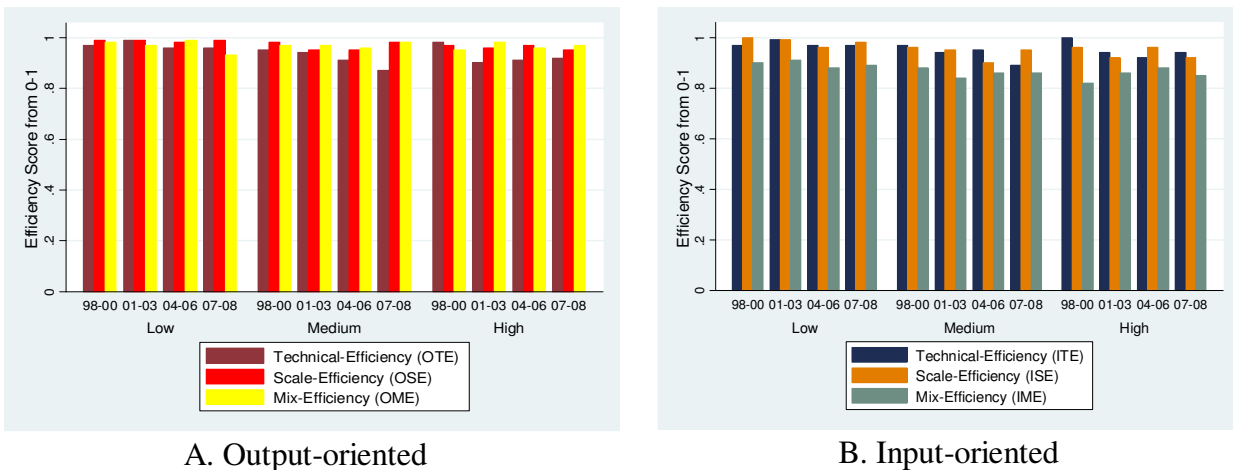 Efficiency Score from 0-1
0 .2 .4 .6 .8 1
98-00 01-03 04-06 07-08 98-00 01-03 04-06 07-08 98-00 01-03 04-06 07-08
Low Medium High
Technical-Efficiency (OTE)
Scale-Efficiency (OSE)
Mix-Efficiency (OME)
A. Output-oriented
Efficiency Score from 0-1
0 .2 .4 .6 .8 1
98-00 01-03 04-06 07-08 98-00 01-03 04-06 07-08 98-00 01-03 04-06 07-08
Low Medium High
Technical-Efficiency (ITE)
Scale-Efficiency (ISE)
Mix-Efficiency (IME)
B. Input-oriented